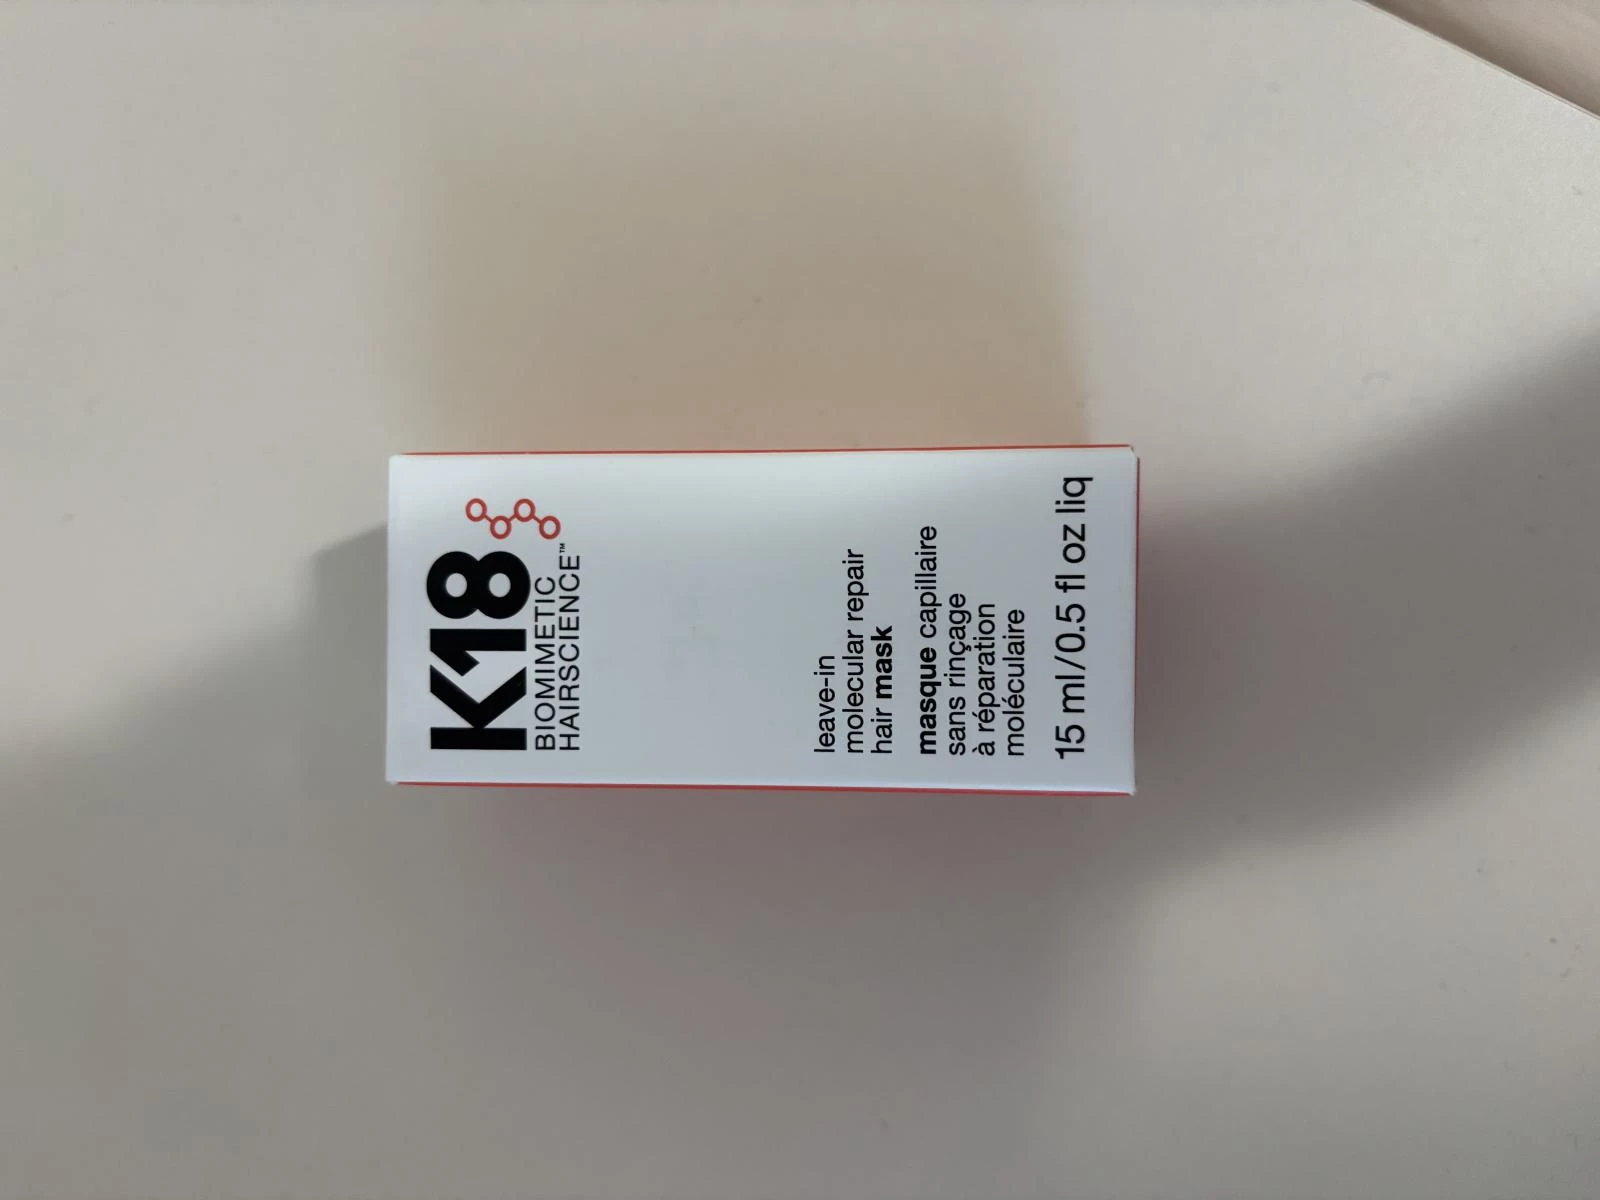 K18
BIOMIMETIC
HAIRSCIENCE™
leave-in
molecular repair
hair mask
masque capillaire
sans rinçage
à réparation
moléculaire
15 ml/0.5 fl oz liq